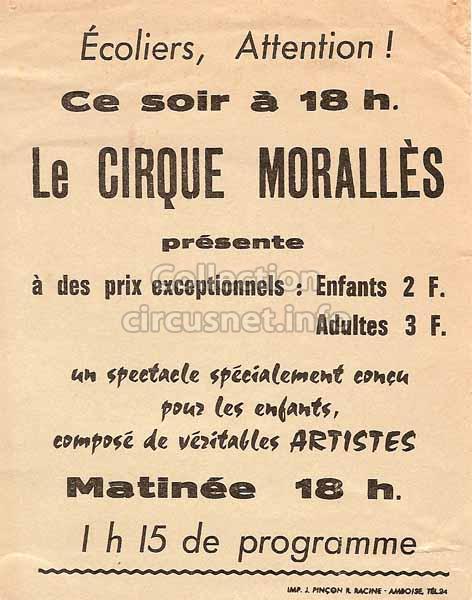 Écoliers, Attention !
Ce soir à 18 h.
Le CIRQUE MORALLÈS
présente
à des prix exceptionnels : Enfants 2 F.
Adultes 3 F.
Collection
circusnet.info
un spectacle spécialement conçu
pour les enfants,
composé de véritables ARTISTES
Matinée 18 h.
1 h 15 de programme
IMP. J. PINÇON R. RACINE - AMBOISE, TÉL.24